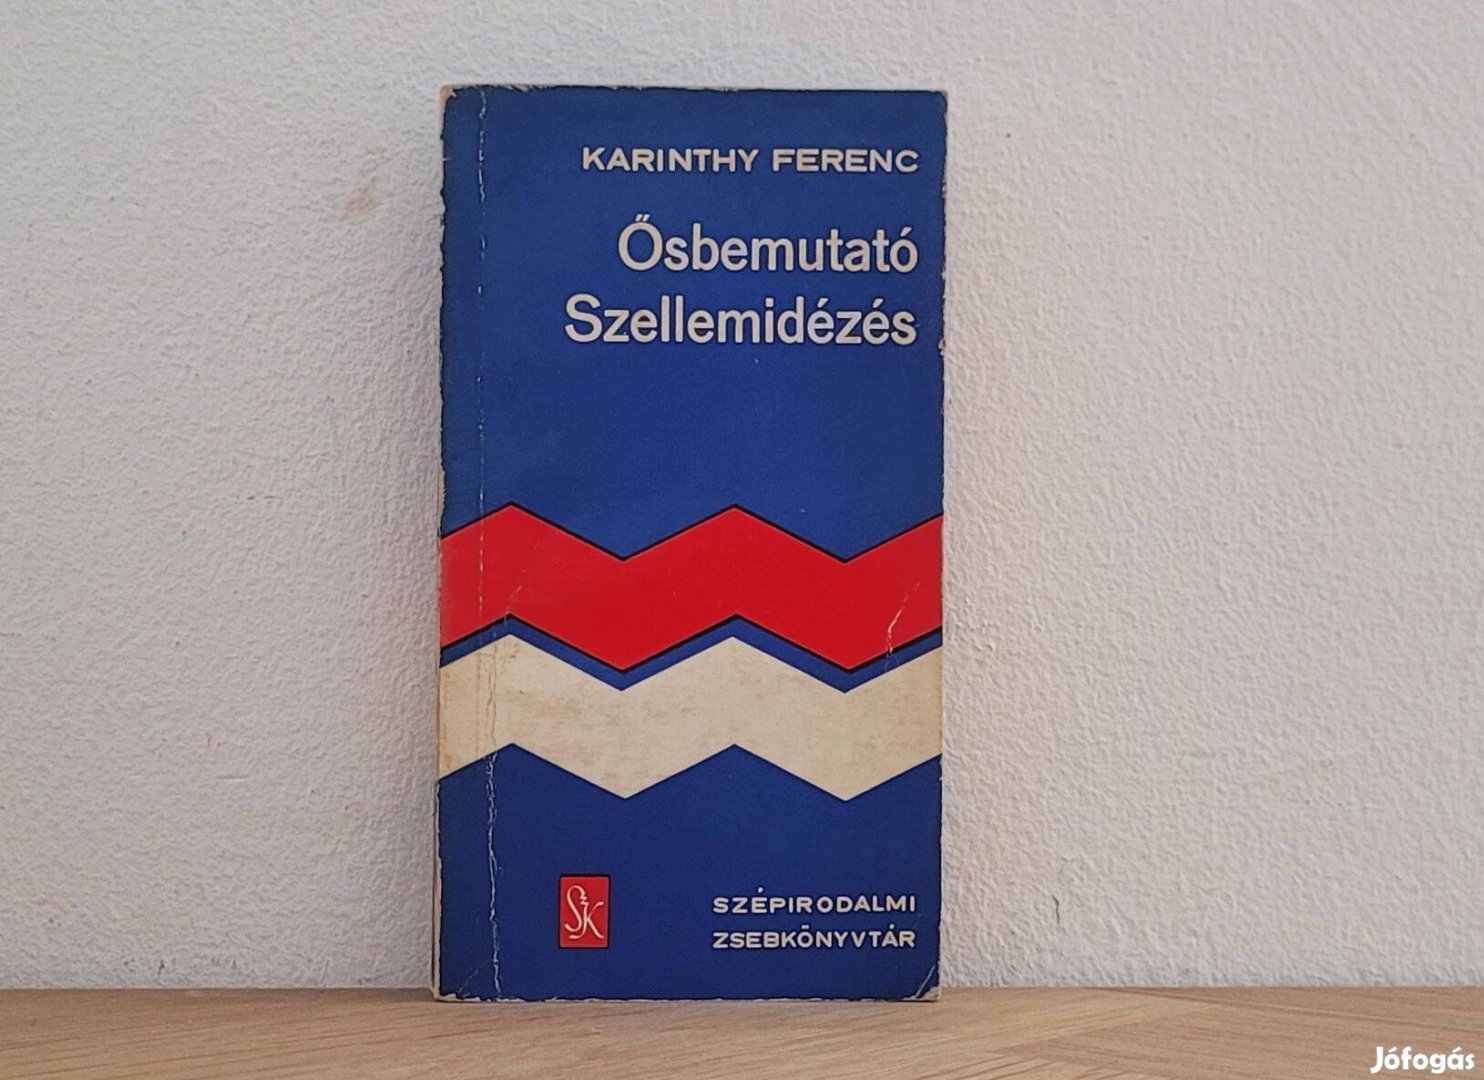 KARINTHY FERENC
Ősbemutató
Szellemidézés
SzK
SZÉPIRODALMI
ZSEBKÖNYVTÁR
Jófogás